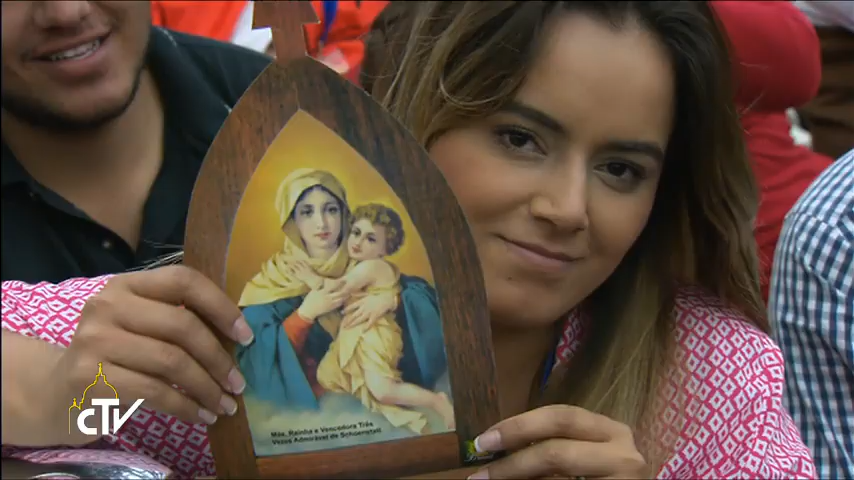 Mãe, Rainha e Vencedora Três
Vezes Admirável de Schoenstatt
CTV